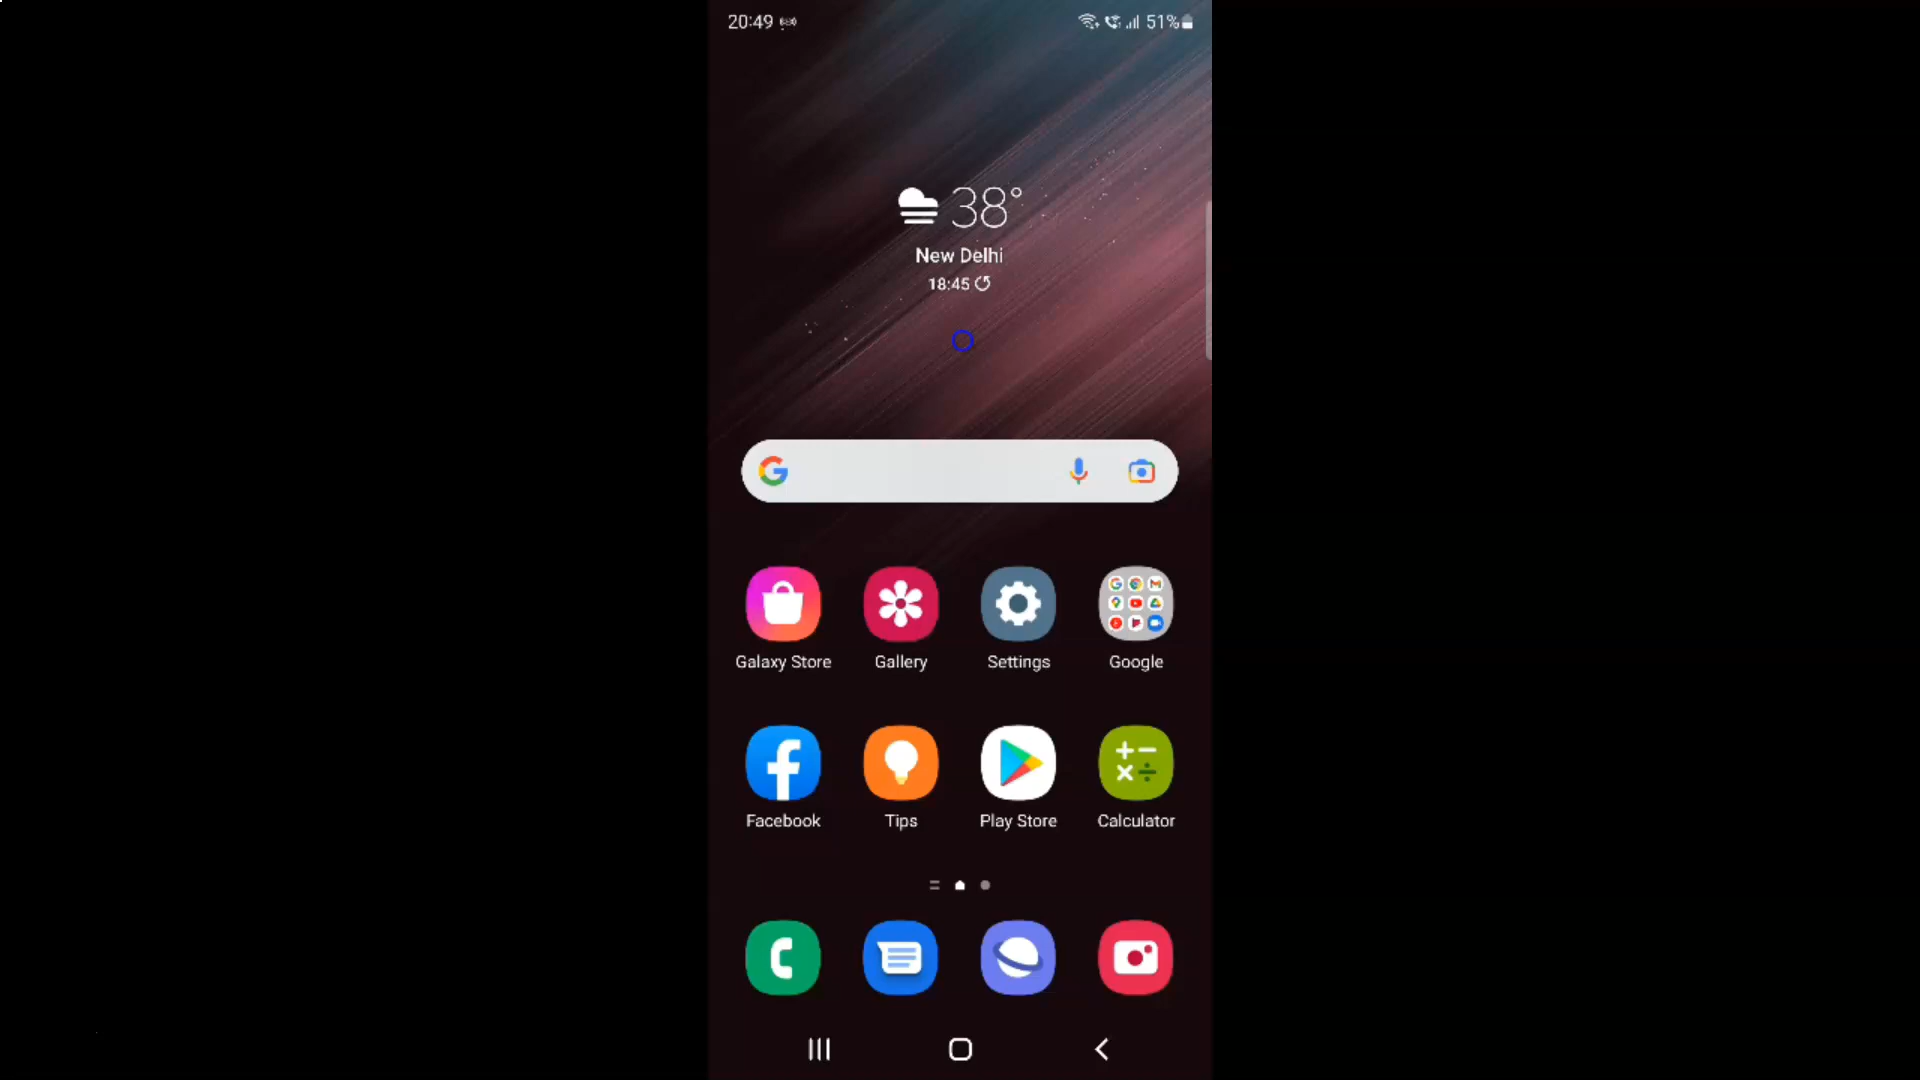 20:49
51%
38°
New Delhi
18:45
Galaxy Store
Gallery
Settings
Google
Facebook
Tips
Play Store
Calculator